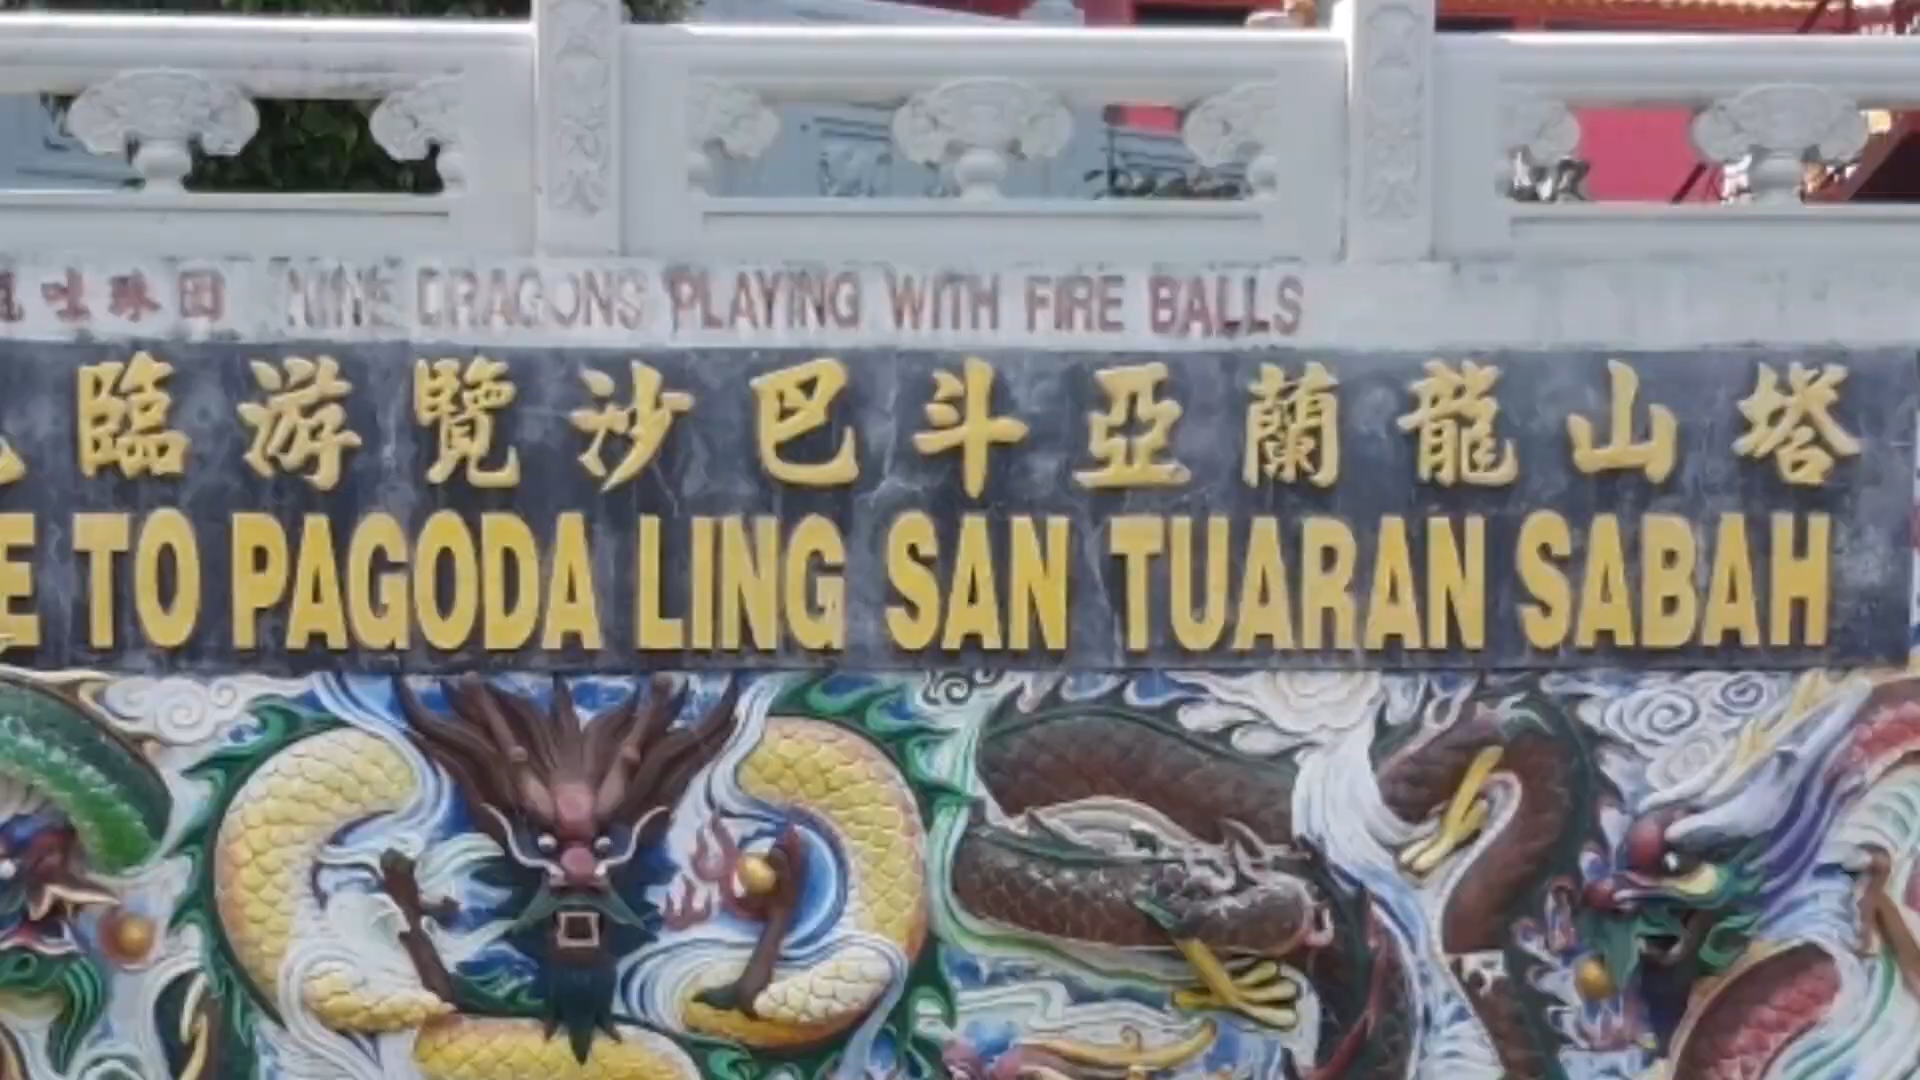 吐珠図 NINE DRAGONS PLAYING WITH FIRE BALLS
臨游覽沙巴斗亞蘭龍山塔
E TO PAGODA LING SAN TUARAN SABAH